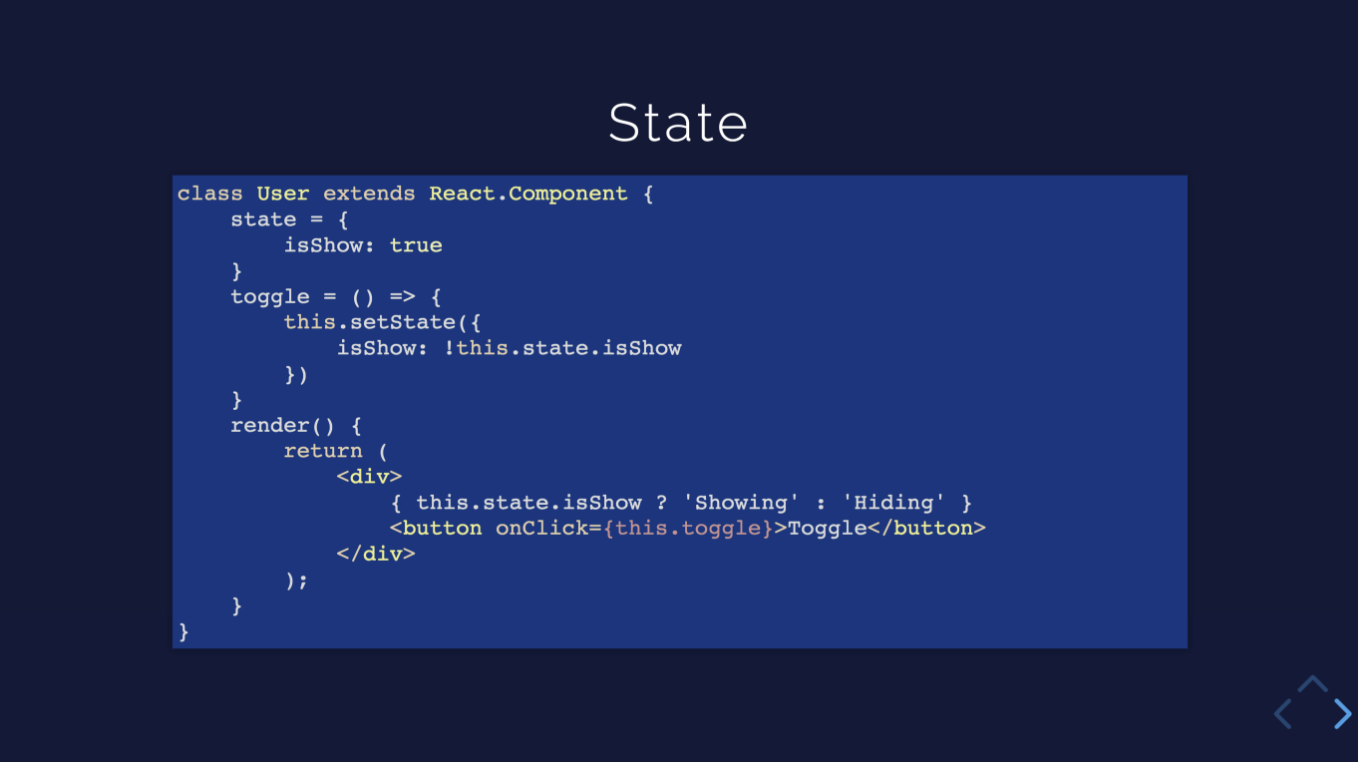 State
class User extends React.Component {
    state = {
        isShow: true
    }
    toggle = () => {
        this.setState({
            isShow: !this.state.isShow
        })
    }
    render() {
        return (
            <div>
                { this.state.isShow ? 'Showing' : 'Hiding' }
                <button onClick={this.toggle}>Toggle</button>
            </div>
        );
    }
}